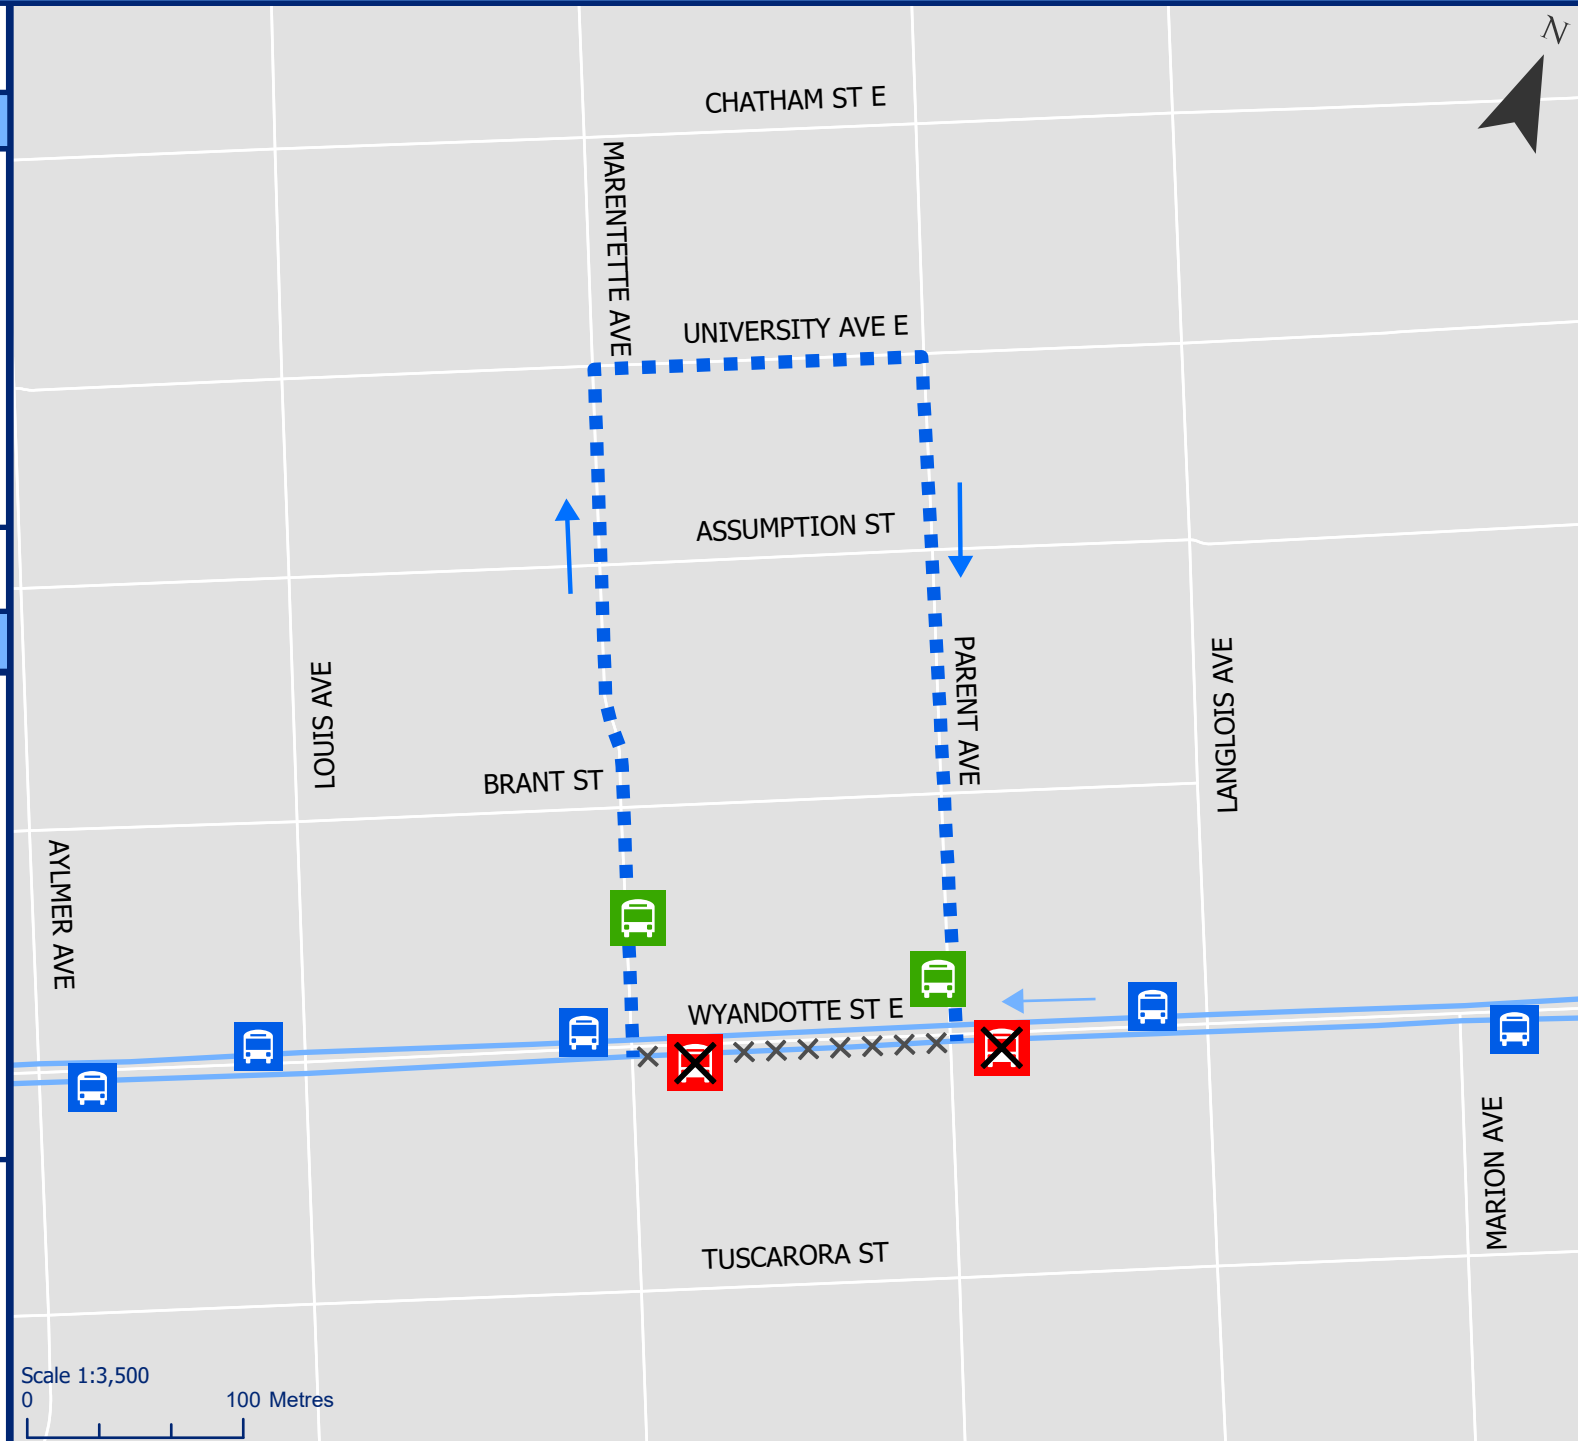 N
CHATHAM ST E
MARENTETTE AVE
UNIVERSITY AVE E
ASSUMPTION ST
PARENT AVE
LANGLOIS AVE
LOUIS AVE
BRANT ST
AYLMER AVE
WYANDOTTE ST E
MARION AVE
TUSCARORA ST
Scale 1:3,500
0 100 Metres